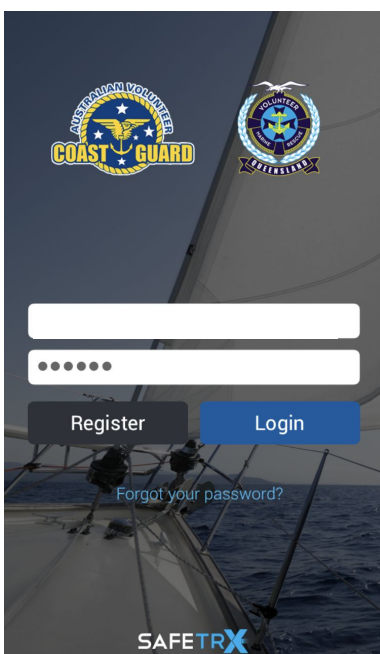 AUSTRALIAN VOLUNTEER
COAST GUARD
VOLUNTEER
MARINE RESCUE
QUEENSLAND
Register
Login
Forgot your password?
SAFETRX